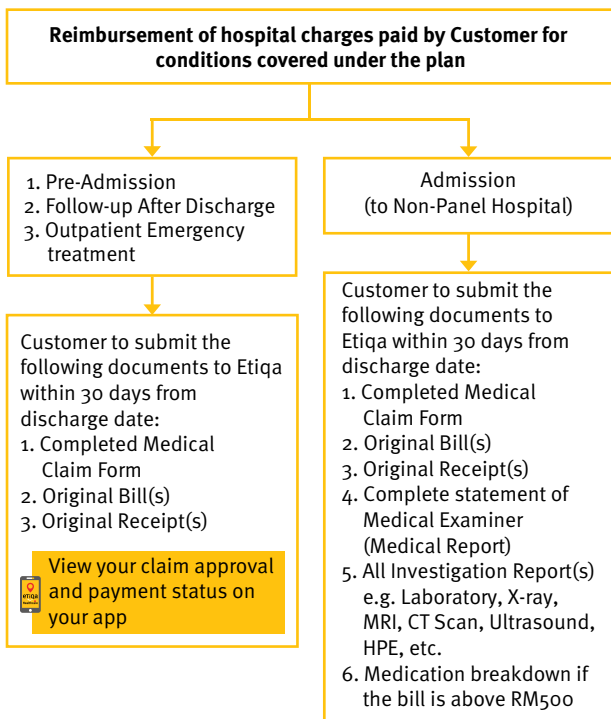 Reimbursement of hospital charges paid by Customer for
conditions covered under the plan
1. Pre-Admission
2. Follow-up After Discharge
3. Outpatient Emergency
treatment
Customer to submit the
following documents to Etiqa
within 30 days from
discharge date:
1. Completed Medical
Claim Form
2. Original Bill(s)
3. Original Receipt(s)
etiqa
View your claim approval
and payment status on
your app
Admission
(to Non-Panel Hospital)
Customer to submit the
following documents to
Etiqa within 30 days from
discharge date:
1. Completed Medical
Claim Form
2. Original Bill(s)
3. Original Receipt(s)
4. Complete statement of
Medical Examiner
(Medical Report)
5. All Investigation Report(s)
e.g. Laboratory, X-ray,
MRI, CT Scan, Ultrasound,
HPE, etc.
6. Medication breakdown if
the bill is above RM500